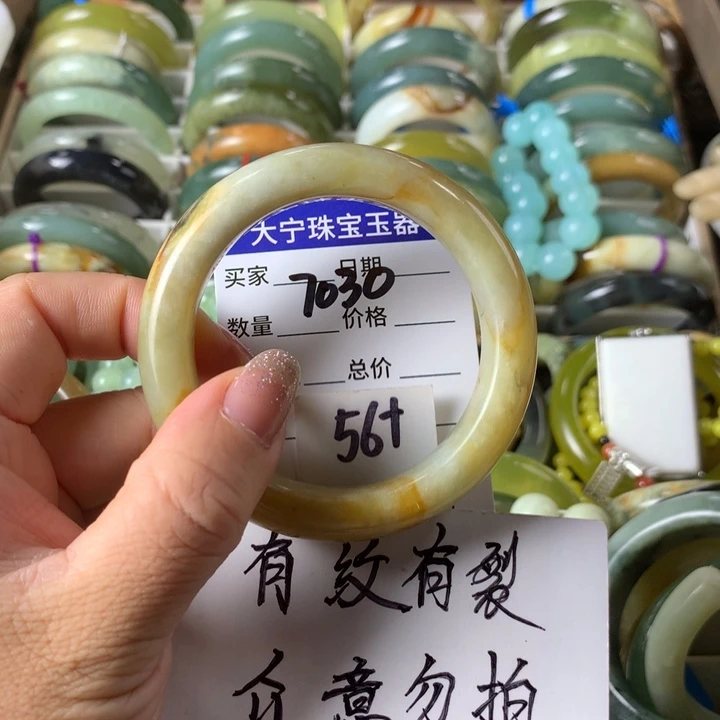 大宁珠宝玉器
买家 7030 日期
数量 价格
总价
56+
有紋有裂
介意勿拍